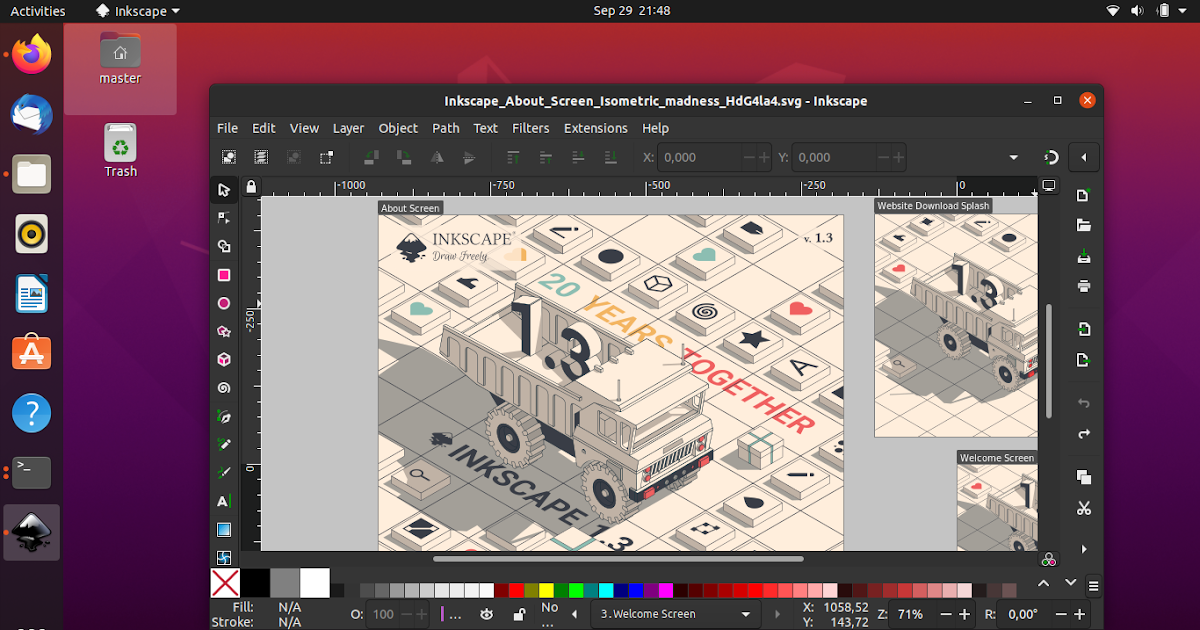 Activities
Inkscape
Sep 29 21:48
master
Trash
Inkscape_About_Screen_Isometric_madness_HdG4la4.svg - Inkscape
File Edit View Layer Object Path Text Filters Extensions Help
X: 0,000
Y: 0,000
-1000 -750 -500 -250 0
-250
0
About Screen
Website Download Splash
INKSCAPE
Draw Freely
v. 1.3
20 YEARS
TOGETHER
1.3
A
INKSCAPE 1.3
1.3
Welcome Screen
Fill: N/A
Stroke: N/A
O: 100
...
No
...
3.Welcome Screen
X: 1058,52
Y: 143,72
Z: 71%
R: 0,00°